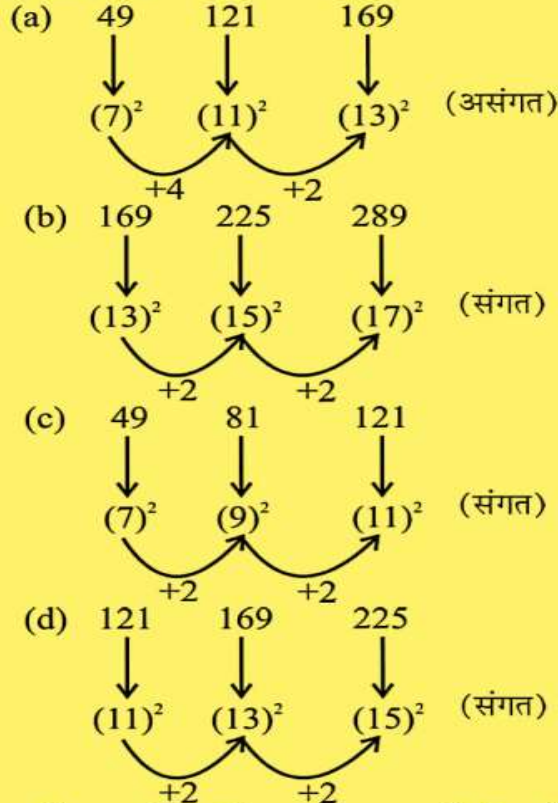 (a) 49 121 169
(7)² (11)² (13)² (असंगत)
+4 +2
(b) 169 225 289
(13)² (15)² (17)² (संगत)
+2 +2
(c) 49 81 121
(7)² (9)² (11)² (संगत)
+2 +2
(d) 121 169 225
(11)² (13)² (15)² (संगत)
+2 +2